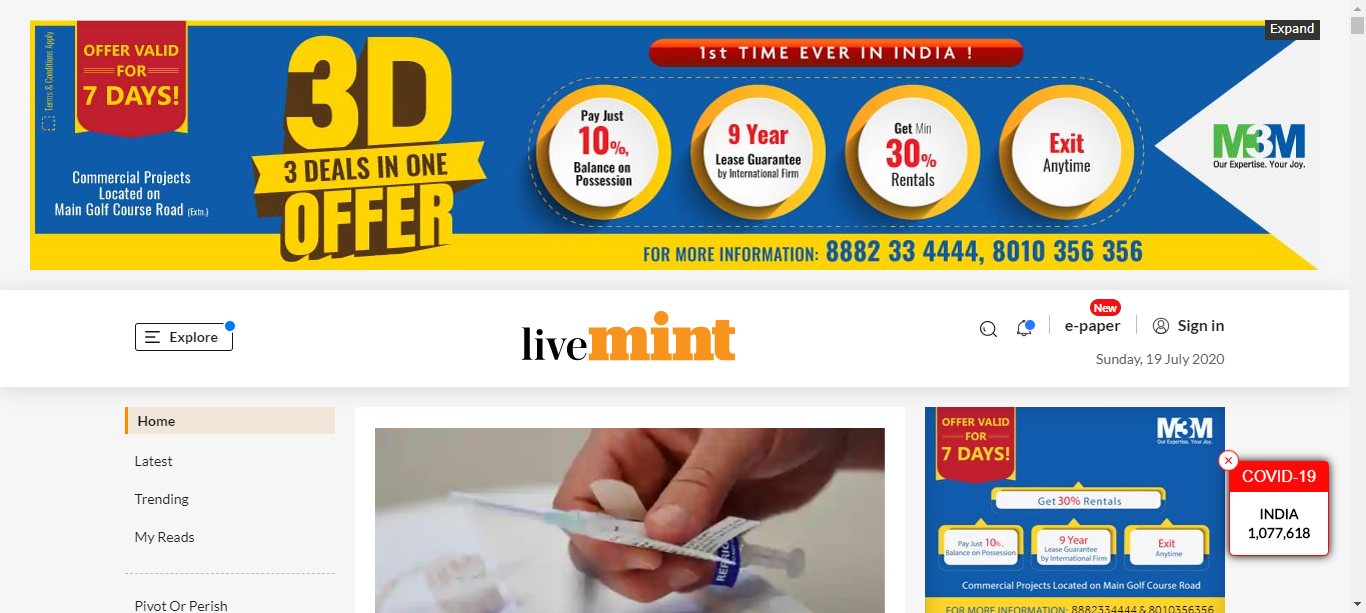 Expand
Terms & Conditions Apply
OFFER VALID
FOR
7 DAYS!
Commercial Projects
Located on
Main Golf Course Road (Extn.)
3D
3 DEALS IN ONE
OFFER
1st TIME EVER IN INDIA !
Pay Just
10%,
Balance on
Possession
9 Year
Lease Guarantee
by International Firm
Get Min
30%
Rentals
Exit
Anytime
M3M
Our Expertise. Your Joy.
FOR MORE INFORMATION: 8882 33 4444, 8010 356 356
Explore
livemint
New
e-paper
Sign in
Sunday, 19 July 2020
Home
Latest
Trending
My Reads
Pivot Or Perish
REFRIG
OFFER VALID
FOR
7 DAYS!
M3M
Our Expertise. Your Joy.
Get 30% Rentals
Pay Just 10%,
Balance on Possession
9 Year
Lease Guarantee
by International Firm
Exit
Anytime
Commercial Projects Located on Main Golf Course Road
FOR MORE INFORMATION: 8882334444 & 8010356356
COVID-19
INDIA
1,077,618